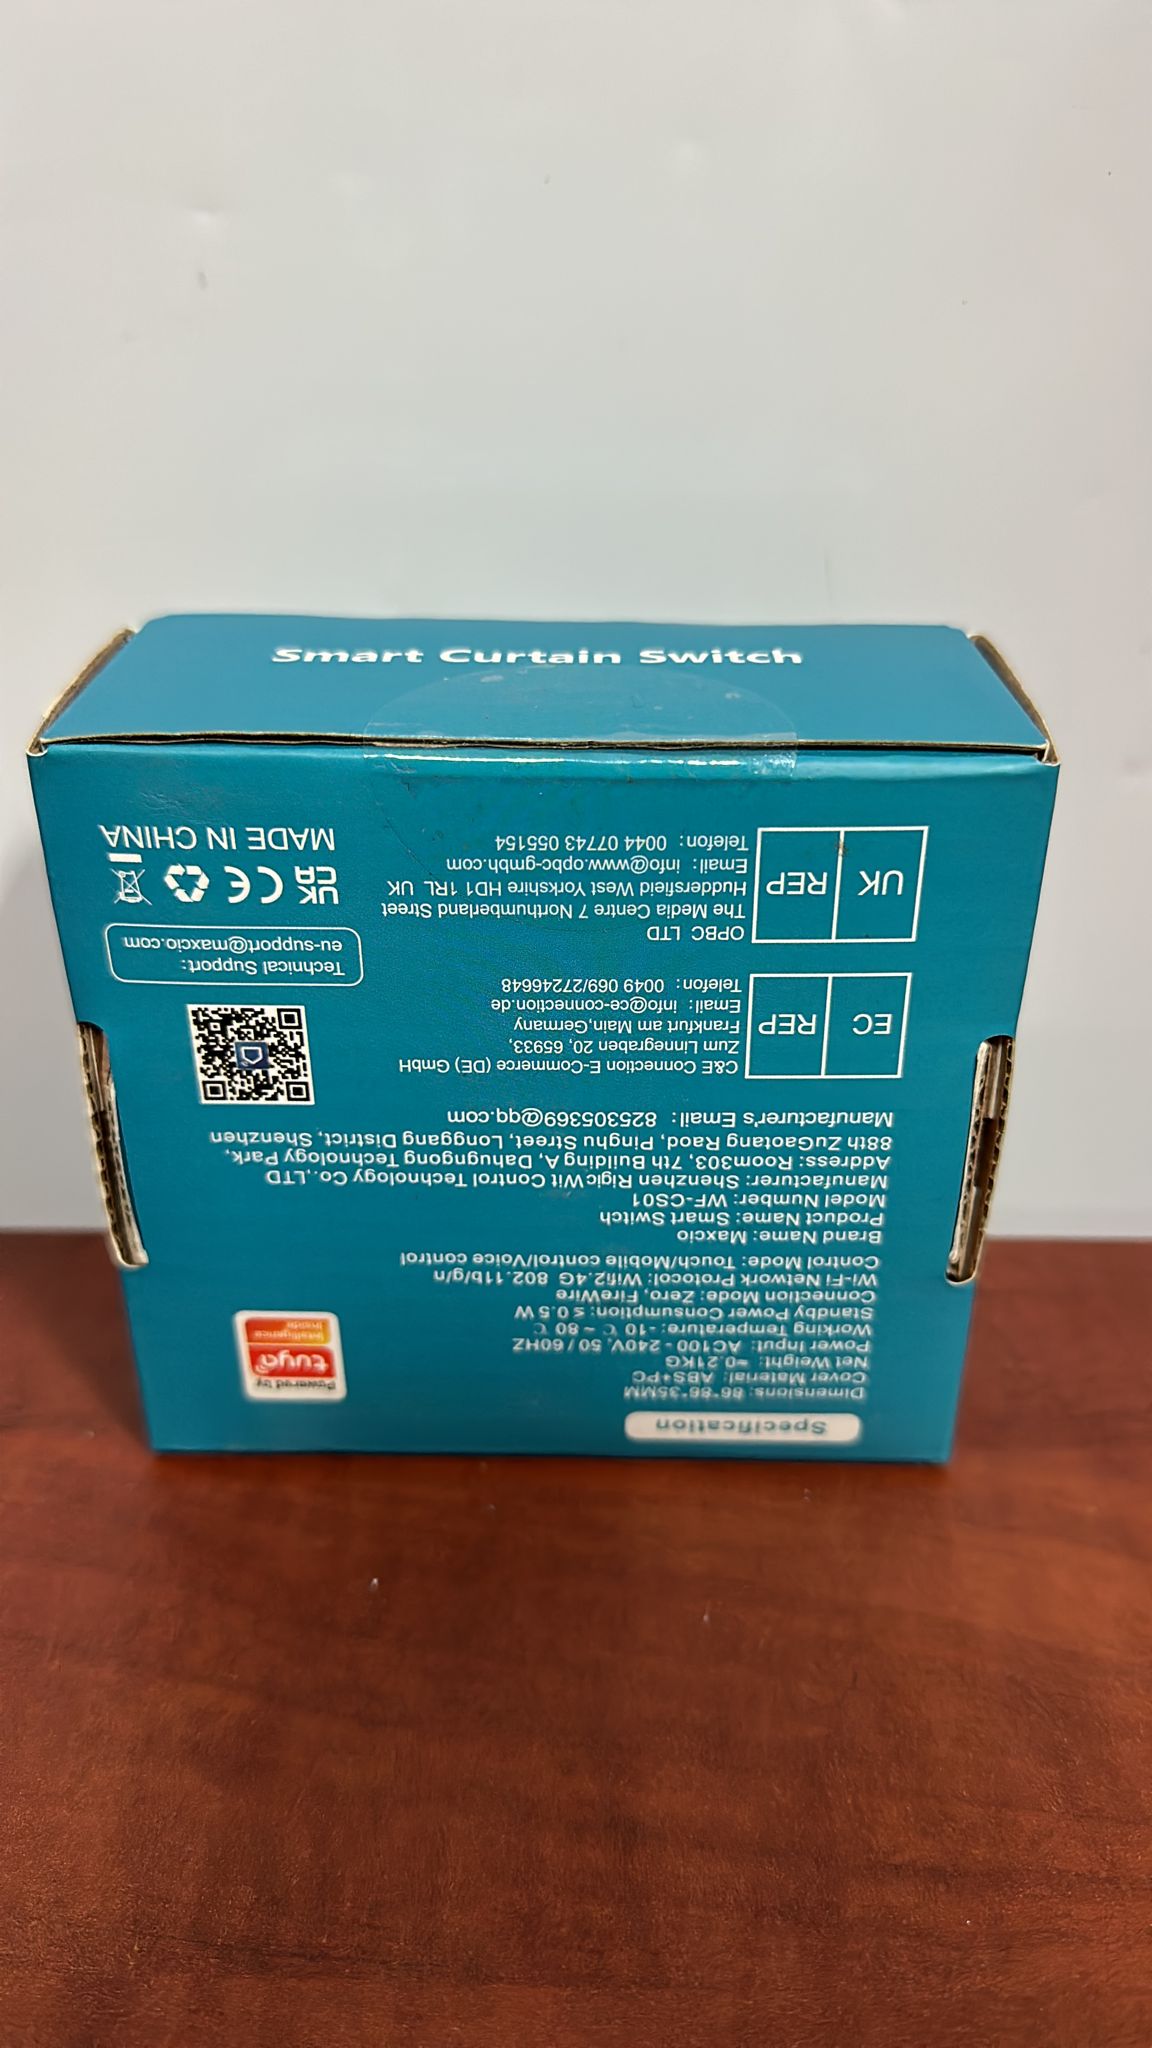 Smart Curtain Switch
Specification
Dimensions: 86*86*35MM
Cover Material: ABS+PC
Net Weight: ≈0.21KG
Power Input: AC100 - 240V, 50 / 60HZ
Working Temperature: -10 ℃ ~ 80 ℃
Standby Power Consumption: ≤ 0.5 W
Connection Mode: Zero, FireWire
Wi-Fi Network Protocol: Wifi2.4G 802.11b/g/n
Control Mode: Touch/Mobile control/Voice control
Powered by
tuya
Intelligence
Inside
Brand Name: Maxcio
Product Name: Smart Switch
Model Number: WF-CS01
Manufacturer: Shenzhen RigicWit Control Technology Co.,LTD
Address: Room303, 7th, Building A, Dahugngong Technology Park,
88th ZuGaotang Raod, Pinghu Street, Longgang District, Shenzhen
Manufacturer's Email: 825305369@qq.com
EC REP
C&E Connection E-Commerce (DE) GmbH
Zum Linnegraben 20, 65933,
Frankfurt am Main,Germany
Email: info@ce-connection.de
Telefon: 0049 069/27246648
UK REP
OPBC LTD
The Media Centre 7 Northumberland Street
Huddersfield West Yorkshire HD1 1RL UK
Email: info@www.opbc-gmbh.com
Telefon: 0044 07743 055154
Technical Support:
eu-support@maxcio.com
UK
CA
CE
MADE IN CHINA